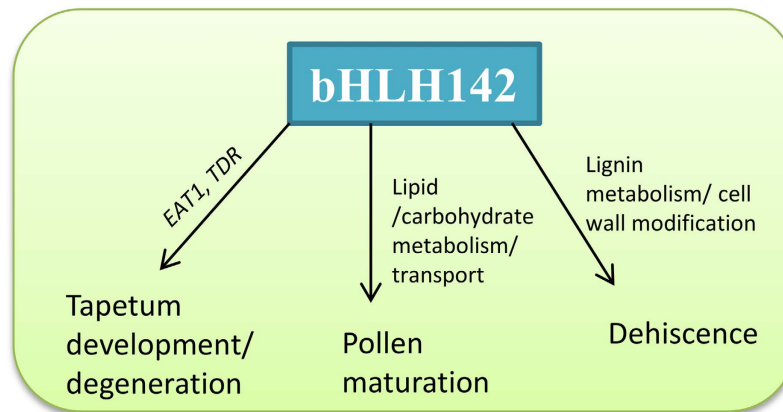 bHLH142
EAT1, TDR
Lipid
/carbohydrate
metabolism/
transport
Lignin
metabolism/ cell
wall modification
Tapetum
development/
degeneration
Pollen
maturation
Dehiscence